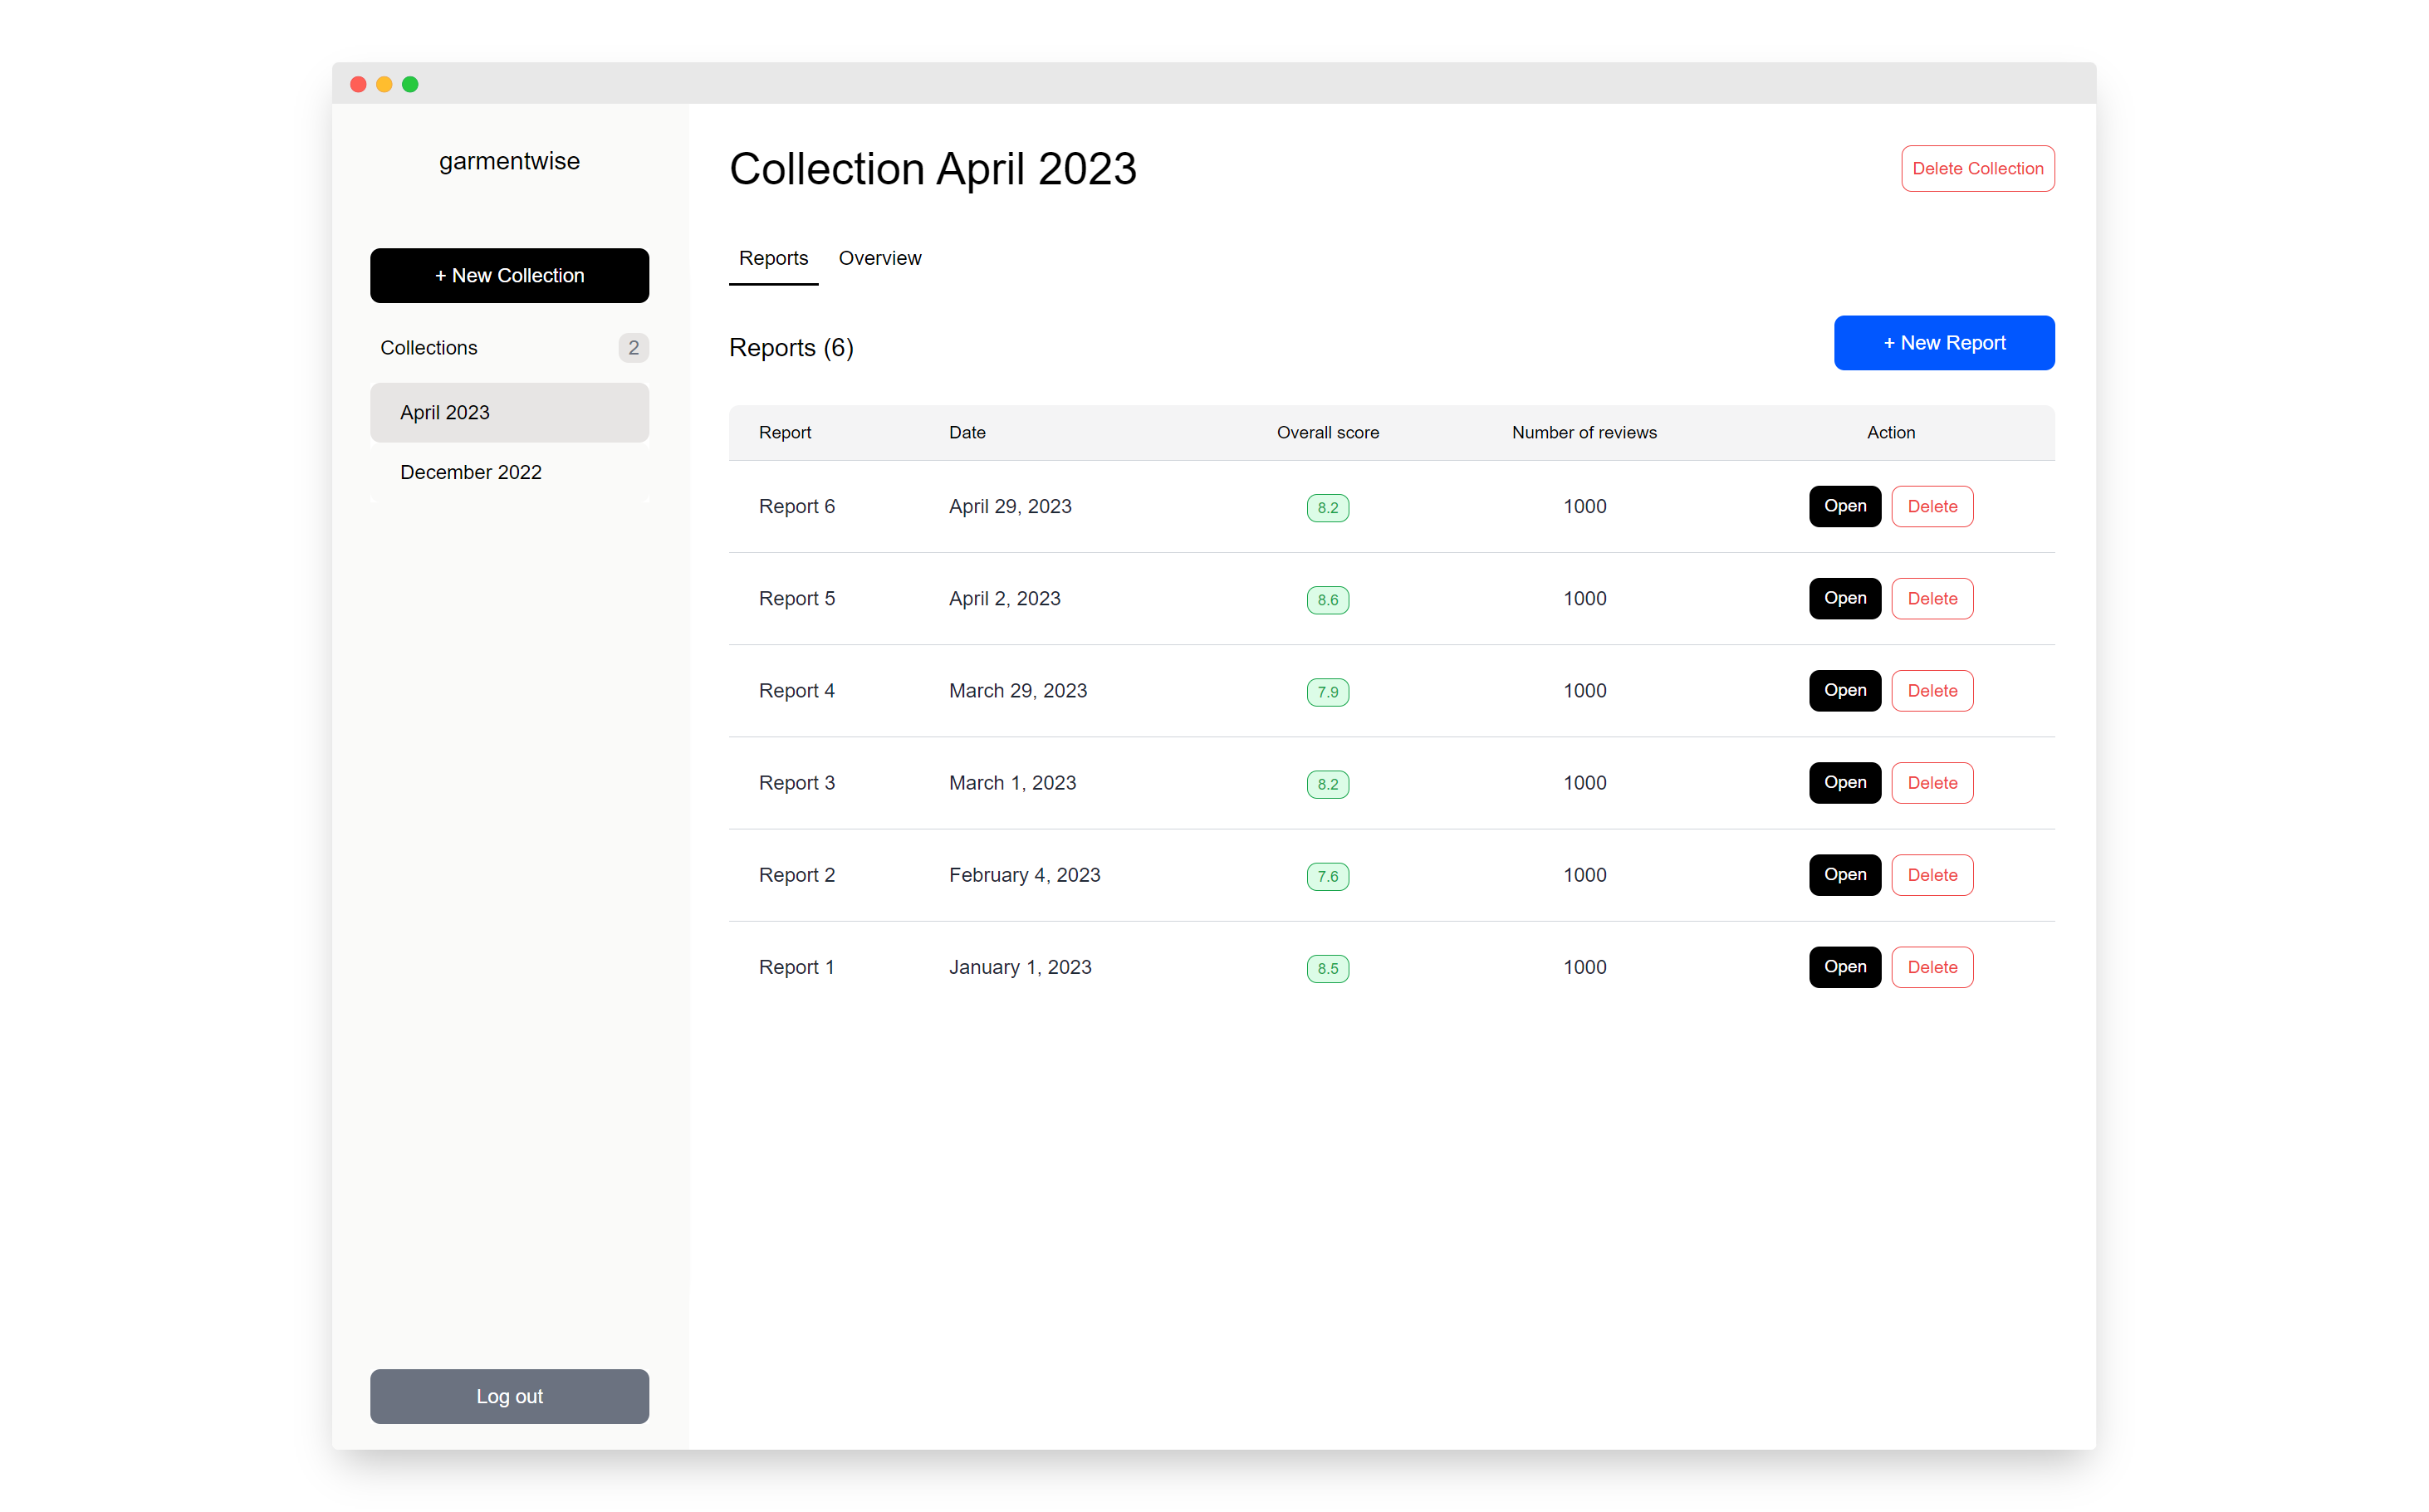 garmentwise
+ New Collection
Collections 2
April 2023
December 2022
Log out
Collection April 2023
Delete Collection
Reports Overview
Reports (6)
+ New Report
Report Date Overall score Number of reviews Action
Report 6 April 29, 2023 8.2 1000 Open Delete
Report 5 April 2, 2023 8.6 1000 Open Delete
Report 4 March 29, 2023 7.9 1000 Open Delete
Report 3 March 1, 2023 8.2 1000 Open Delete
Report 2 February 4, 2023 7.6 1000 Open Delete
Report 1 January 1, 2023 8.5 1000 Open Delete